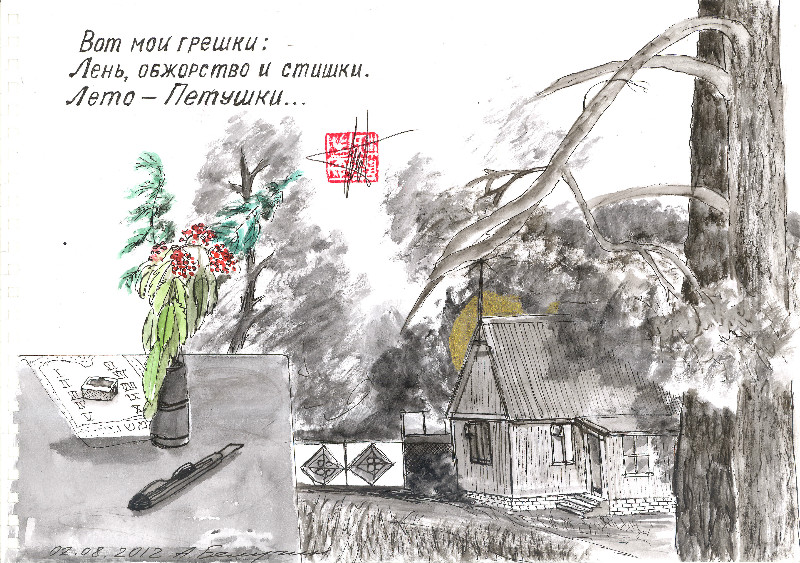 Вот мои грешки:
Лень, обжорство и стишки.
Лето – Петушки...
02.08.2012 А.